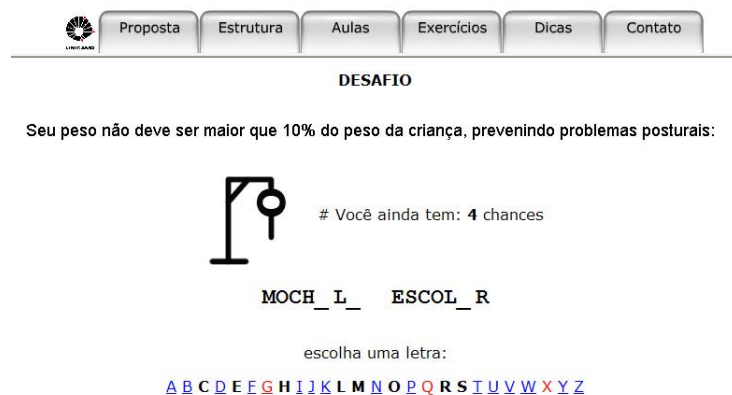 UNICAMP
Proposta Estrutura Aulas Exercícios Dicas Contato
DESAFIO
Seu peso não deve ser maior que 10% do peso da criança, prevenindo problemas posturais:
# Você ainda tem: 4 chances
MOCH_L_ ESCOL_R
escolha uma letra:
A B C D E F G H I J K L M N O P Q R S T U V W X Y Z